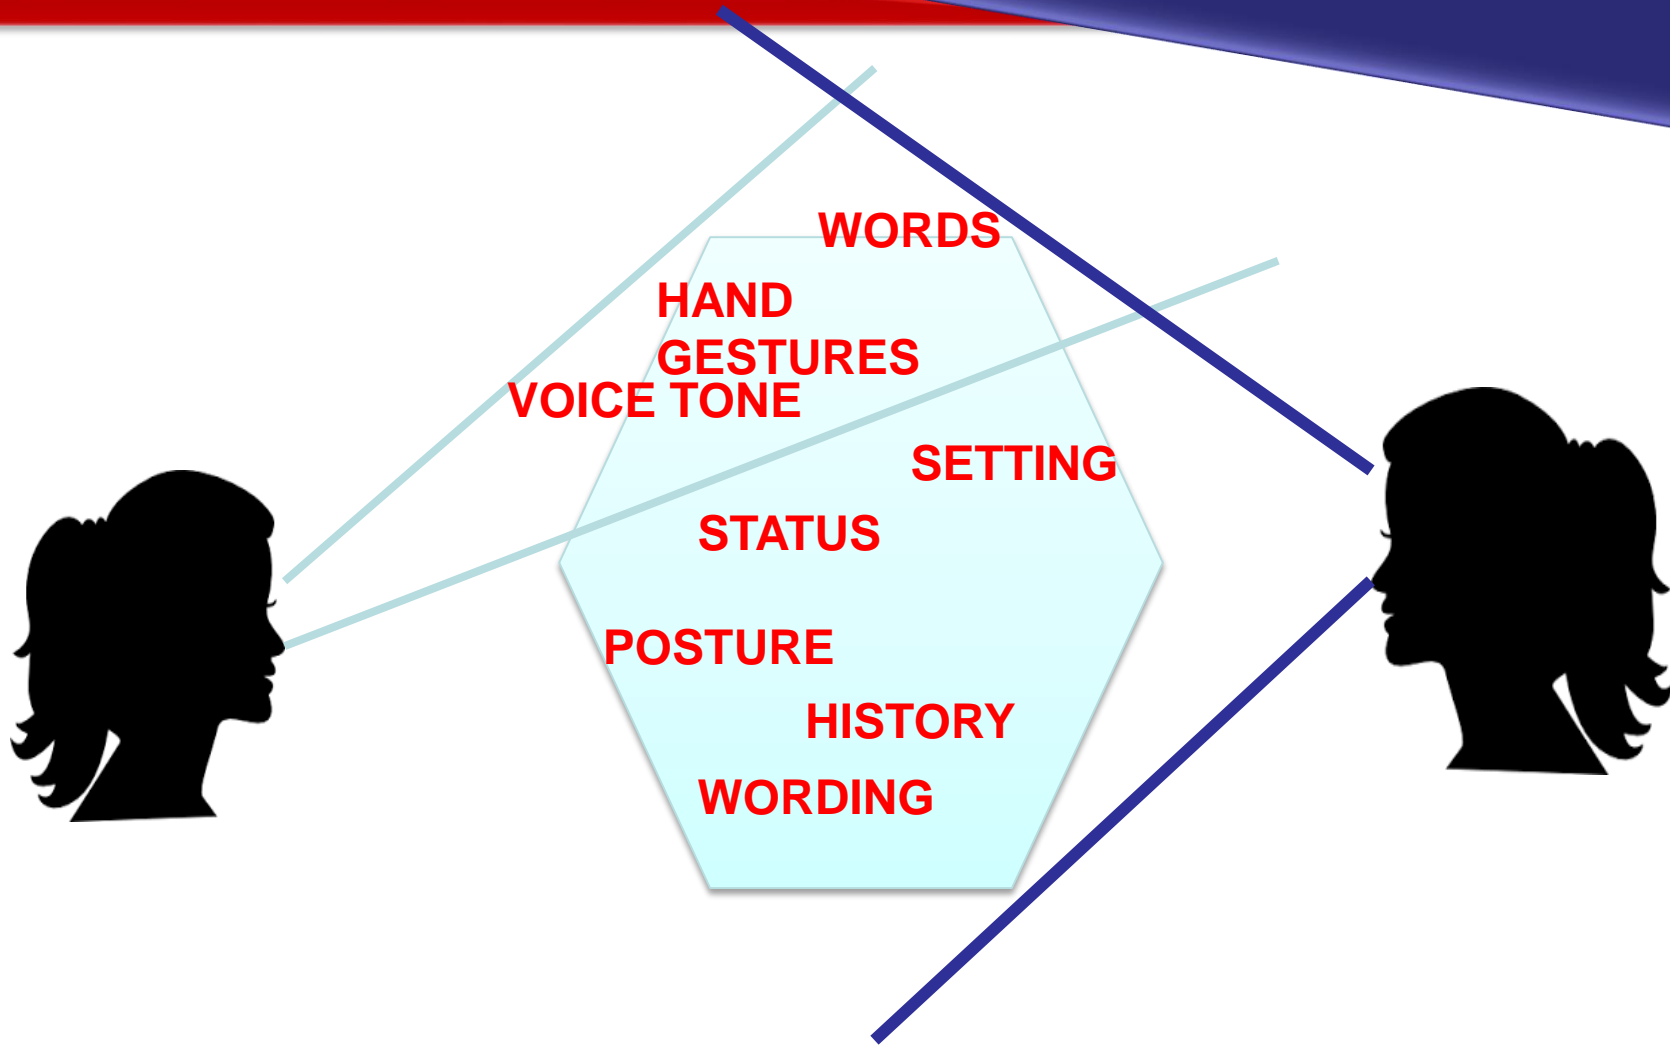 WORDS
HAND
GESTURES
VOICE TONE
SETTING
STATUS
POSTURE
HISTORY
WORDING